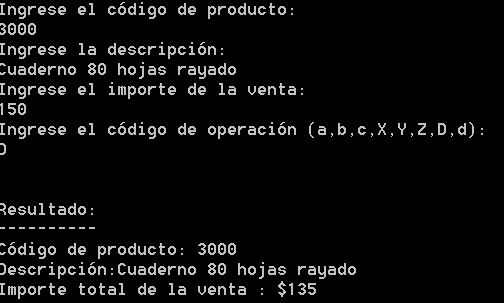 Ingrese el código de producto:
3000
Ingrese la descripción:
Cuaderno 80 hojas rayado
Ingrese el importe de la venta:
150
Ingrese el código de operación (a,b,c,X,Y,Z,D,d):
D
Resultado:
----------
Código de producto: 3000
Descripción:Cuaderno 80 hojas rayado
Importe total de la venta : $135